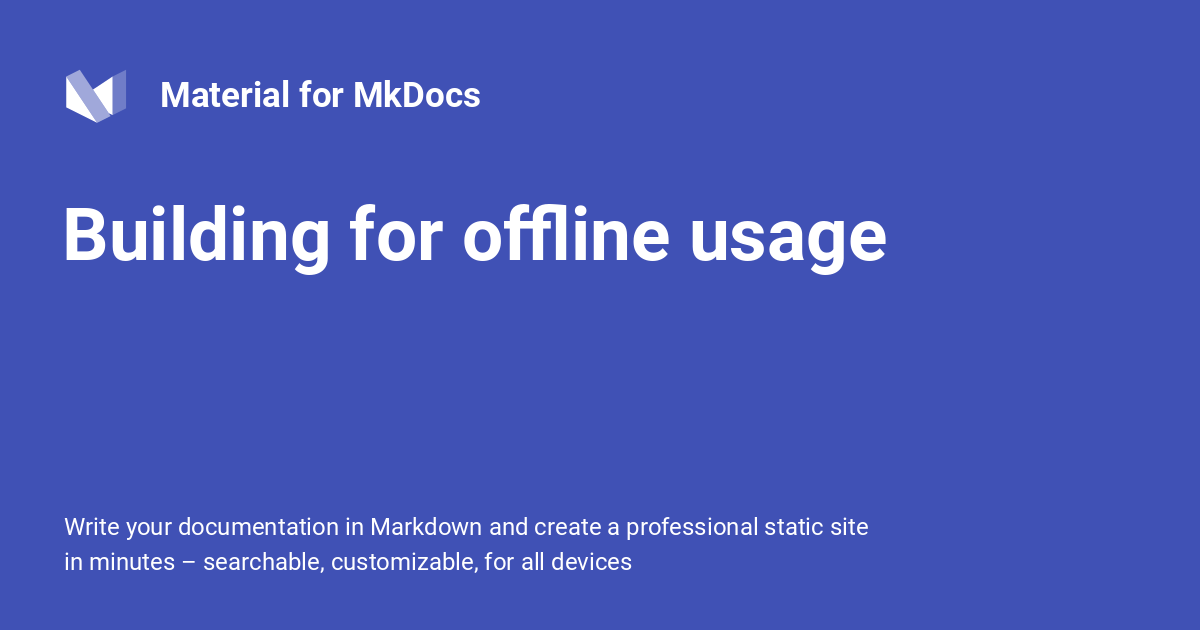 Material for MkDocs
Building for offline usage
Write your documentation in Markdown and create a professional static site
in minutes – searchable, customizable, for all devices